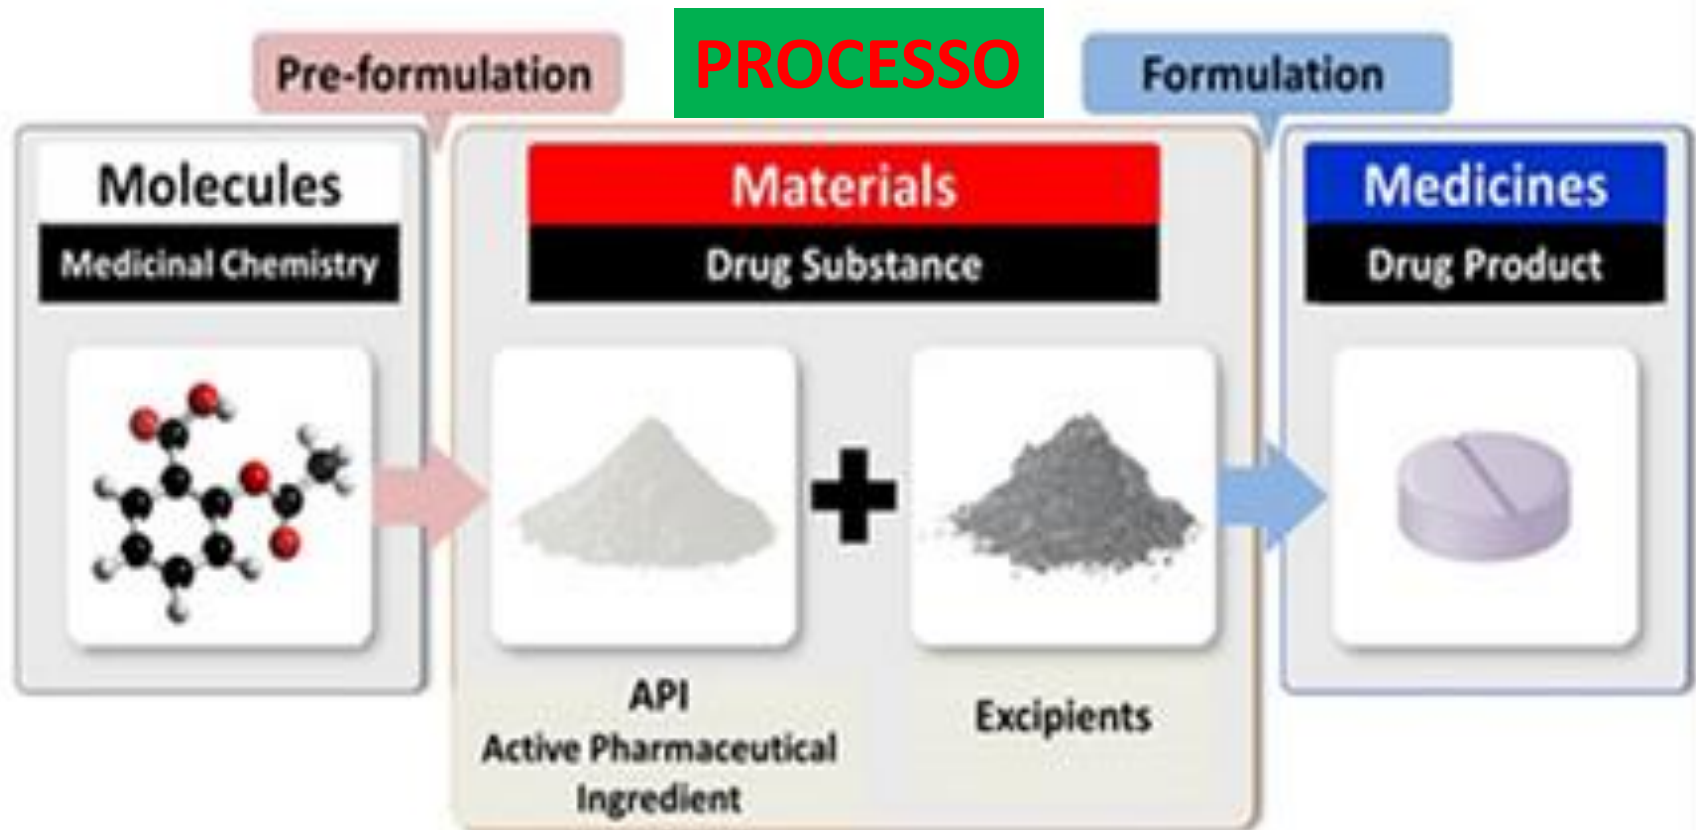 Pre-formulation
PROCESSO
Formulation
Molecules
Medicinal Chemistry
Materials
Drug Substance
Medicines
Drug Product
API
Active Pharmaceutical
Ingredient
Excipients